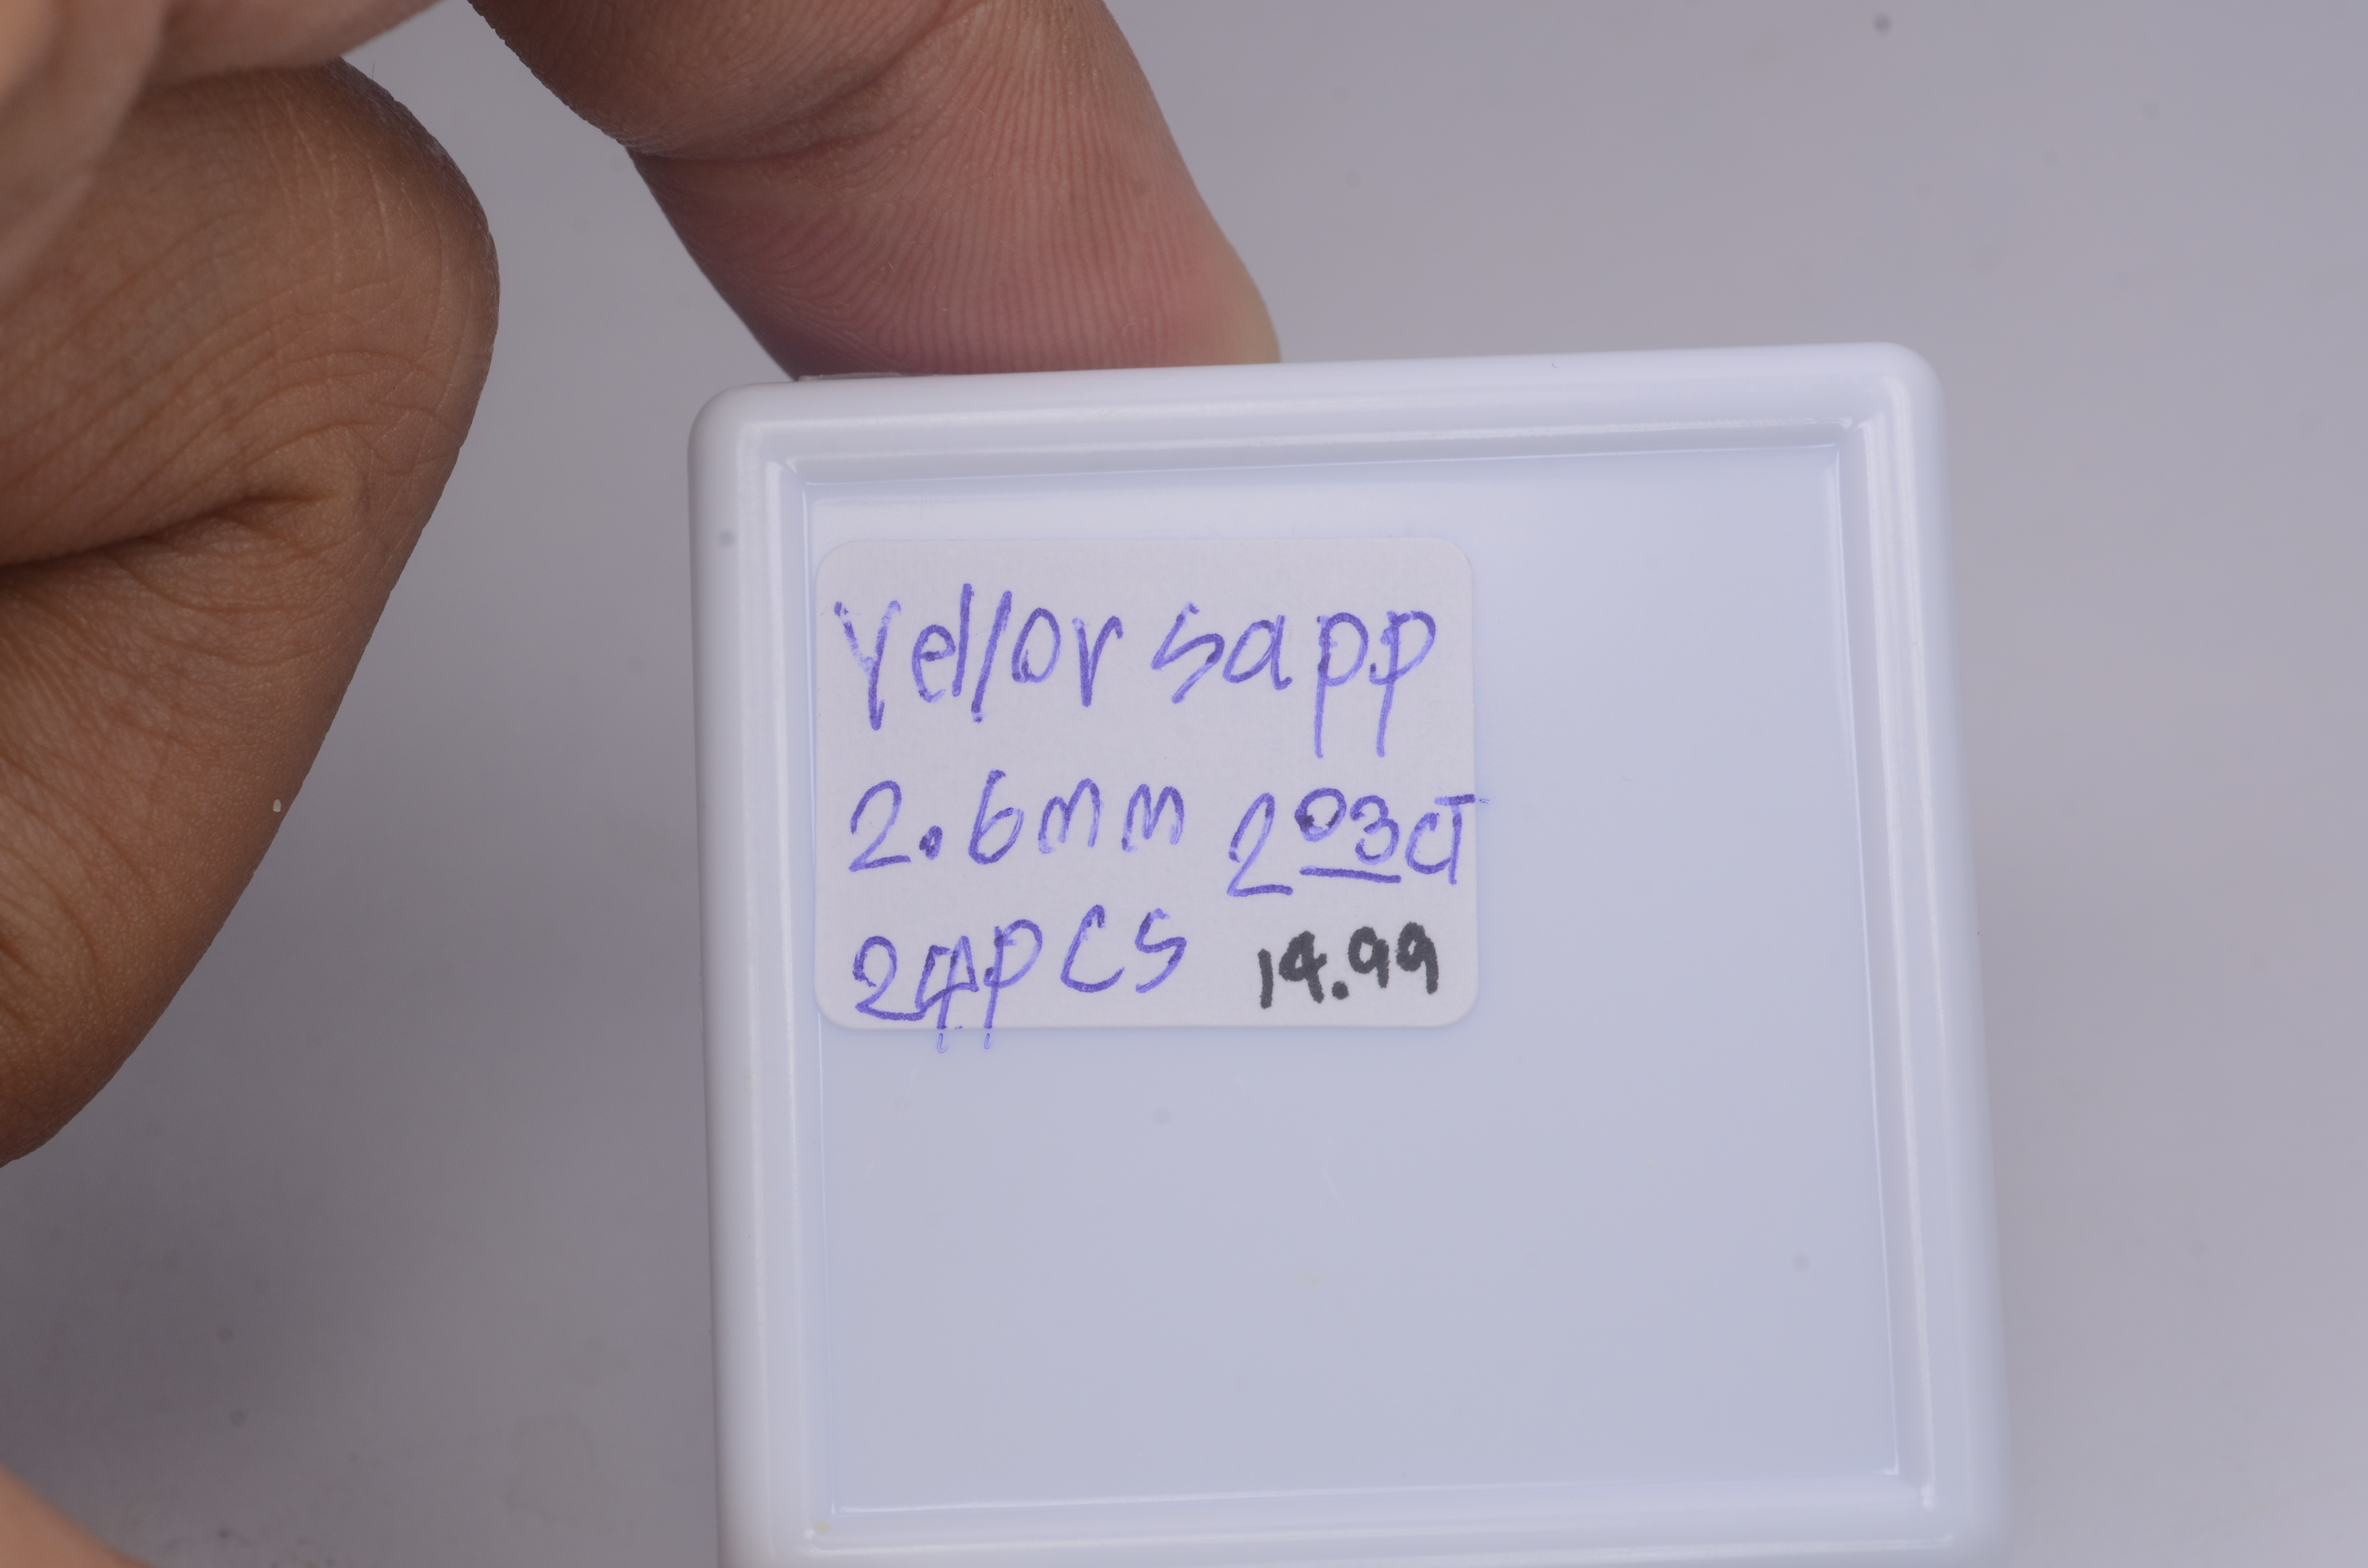 Yellor sapp
2.6mm 2.03ct
24pcs 14.99